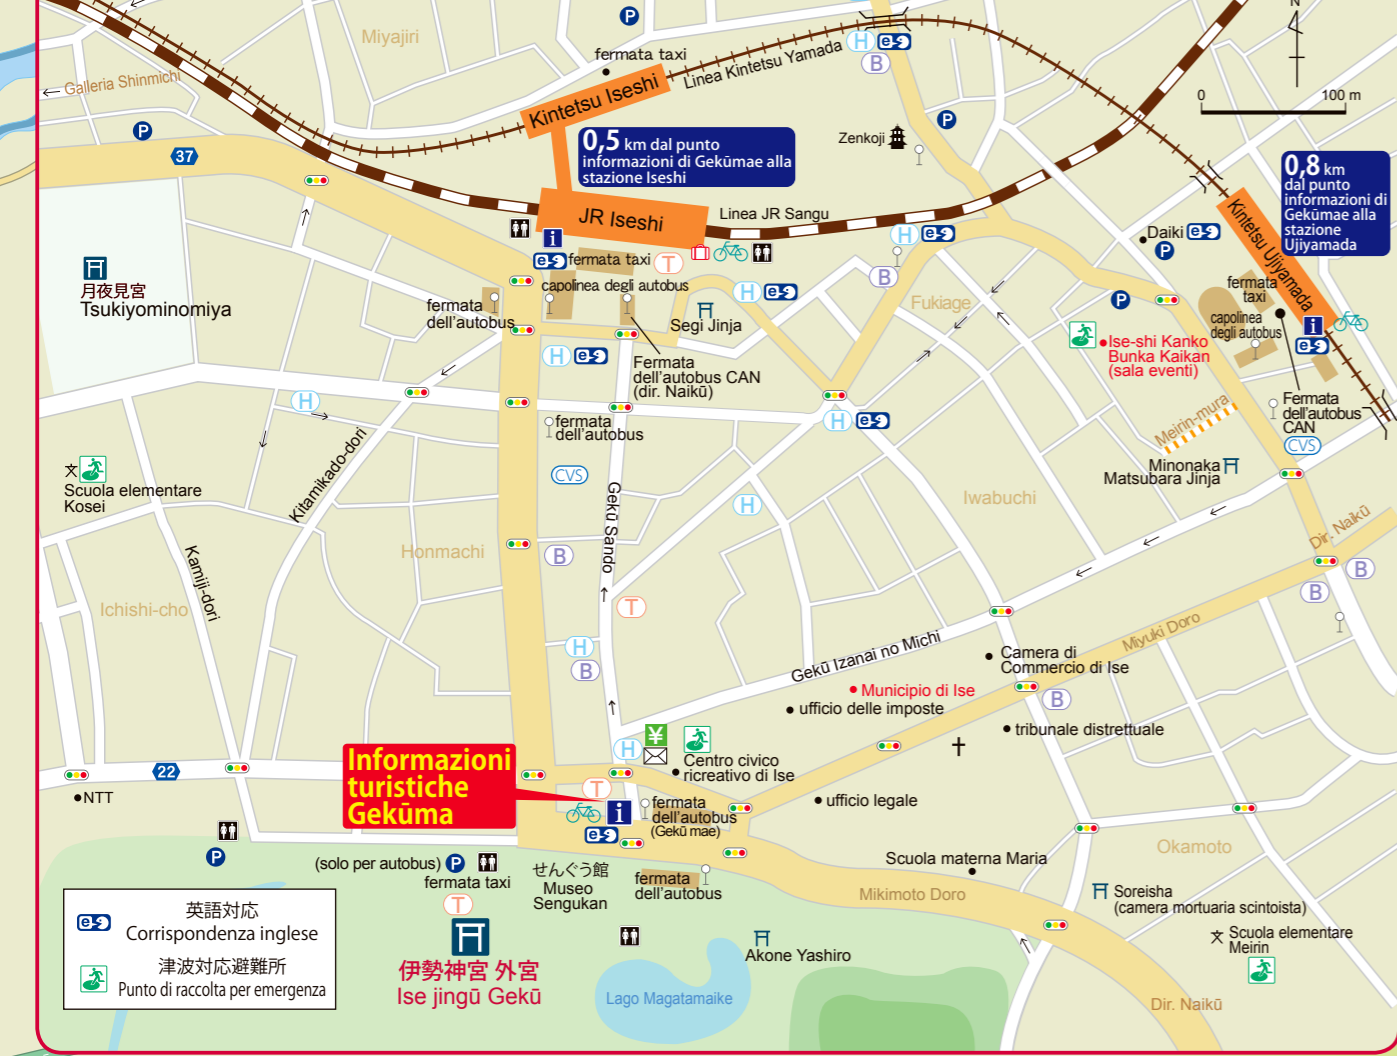 Miyajiri
fermata taxi
Linea Kintetsu Yamada
N
Galleria Shinmichi
Kintetsu Iseshi
0
100 m
P
P
H
B
37
Zenkoji
P
0,5 km dal punto
informazioni di Gekūmae alla
stazione Iseshi
0,8 km
dal punto
informazioni di
Gekūmae alla
stazione
Ujiyamada
JR Iseshi
Linea JR Sangu
Kintetsu Ujiyamada
Daiki
P
H
i
fermata taxi
T
B
月夜見宮
Tsukiyominomiya
capolinea degli autobus
H
Fukiage
P
fermata
taxi
fermata
dell'autobus
Segi Jinja
capolinea
degli autobus
i
Ise-shi Kanko
Bunka Kaikan
(sala eventi)
H
Fermata
dell'autobus CAN
(dir. Naikū)
H
H
Meirin-mura
Fermata
dell'autobus
CAN
CVS
fermata
dell'autobus
Kitamikado-dori
CVS
Minonaka
Matsubara Jinja
文
Scuola elementare
Kosei
Gekū Sando
H
Iwabuchi
Dir. Naikū
Honmachi
B
B
B
Kamiji-dori
Ichishi-cho
T
Miyuki Doro
H
B
Gekū Izanai no Michi
Camera di
Commercio di Ise
Municipio di Ise
ufficio delle imposte
B
tribunale distrettuale
H
¥
Informazioni
turistiche
Gekūma
Centro civico
ricreativo di Ise
22
NTT
T
i
fermata
dell'autobus
(Gekū mae)
ufficio legale
Okamoto
P
(solo per autobus)
P
fermata taxi
T
せんぐう館
Museo
Sengukan
fermata
dell'autobus
Scuola materna Maria
Mikimoto Doro
Soreisha
(camera mortuaria scintoista)
英語対応
Corrispondenza inglese
津波対応避難所
Punto di raccolta per emergenza
伊勢神宮 外宮
Ise jingū Gekū
Akone Yashiro
文
Scuola elementare
Meirin
Lago Magatamaike
Dir. Naikū